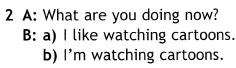 2 A: What are you doing now?
B: a) I like watching cartoons.
b) I'm watching cartoons.